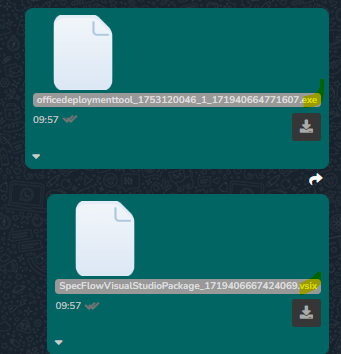 officedeploymenttool_1753120046_1_171940664771607.exe
09:57
SpecFlowVisualStudioPackage_1719406667424069.vsix
09:57